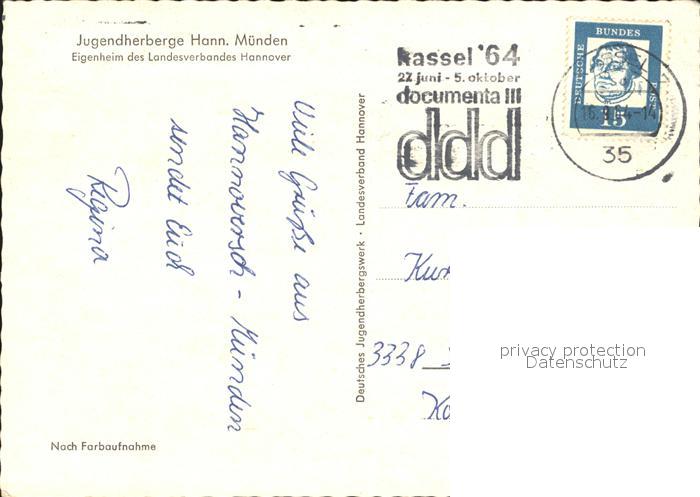 Jugendherberge Hann. Münden
Eigenheim des Landesverbandes Hannover
Viele Grüße aus
Hannoversch-Münden
sendet Euch
Regina
Nach Farbaufnahme
Deutsches Jugendherbergswerk · Landesverband Hannover
kassel '64
27 juni - 5. oktober
documenta III
ddd
DEUTSCHE
BUNDES
15
35
Fam.
3338
privacy protection
Datenschutz